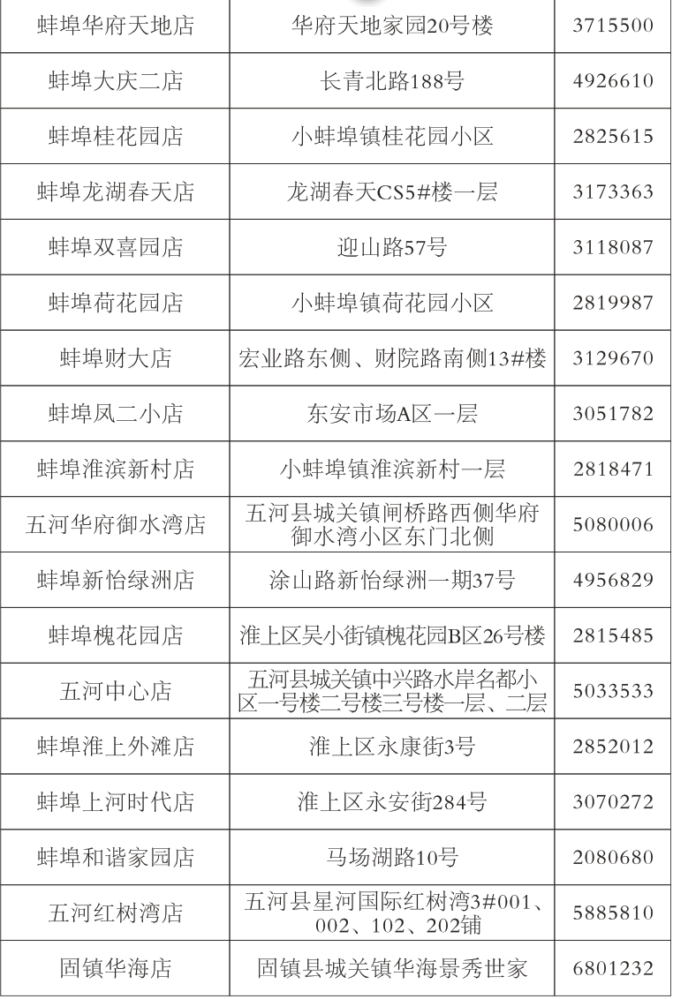 蚌埠华府天地店 华府天地家园20号楼 3715500
蚌埠大庆二店 长青北路188号 4926610
蚌埠桂花园店 小蚌埠镇桂花园小区 2825615
蚌埠龙湖春天店 龙湖春天CS5#楼一层 3173363
蚌埠双喜园店 迎山路57号 3118087
蚌埠荷花园店 小蚌埠镇荷花园小区 2819987
蚌埠财大店 宏业路东侧、财院路南侧13#楼 3129670
蚌埠凤二小店 东安市场A区一层 3051782
蚌埠淮滨新村店 小蚌埠镇淮滨新村一层 2818471
五河华府御水湾店 五河县城关镇闸桥路西侧华府
御水湾小区东门北侧 5080006
蚌埠新怡绿洲店 涂山路新怡绿洲一期37号 4956829
蚌埠槐花园店 淮上区吴小街镇槐花园B区26号楼 2815485
五河中心店 五河县城关镇中兴路水岸名都小
区一号楼二号楼三号楼一层、二层 5033533
蚌埠淮上外滩店 淮上区永康街3号 2852012
蚌埠上河时代店 淮上区永安街284号 3070272
蚌埠和谐家园店 马场湖路10号 2080680
五河红树湾店 五河县星河国际红树湾3#001、
002、102、202铺 5885810
固镇华海店 固镇县城关镇华海景秀世家 6801232